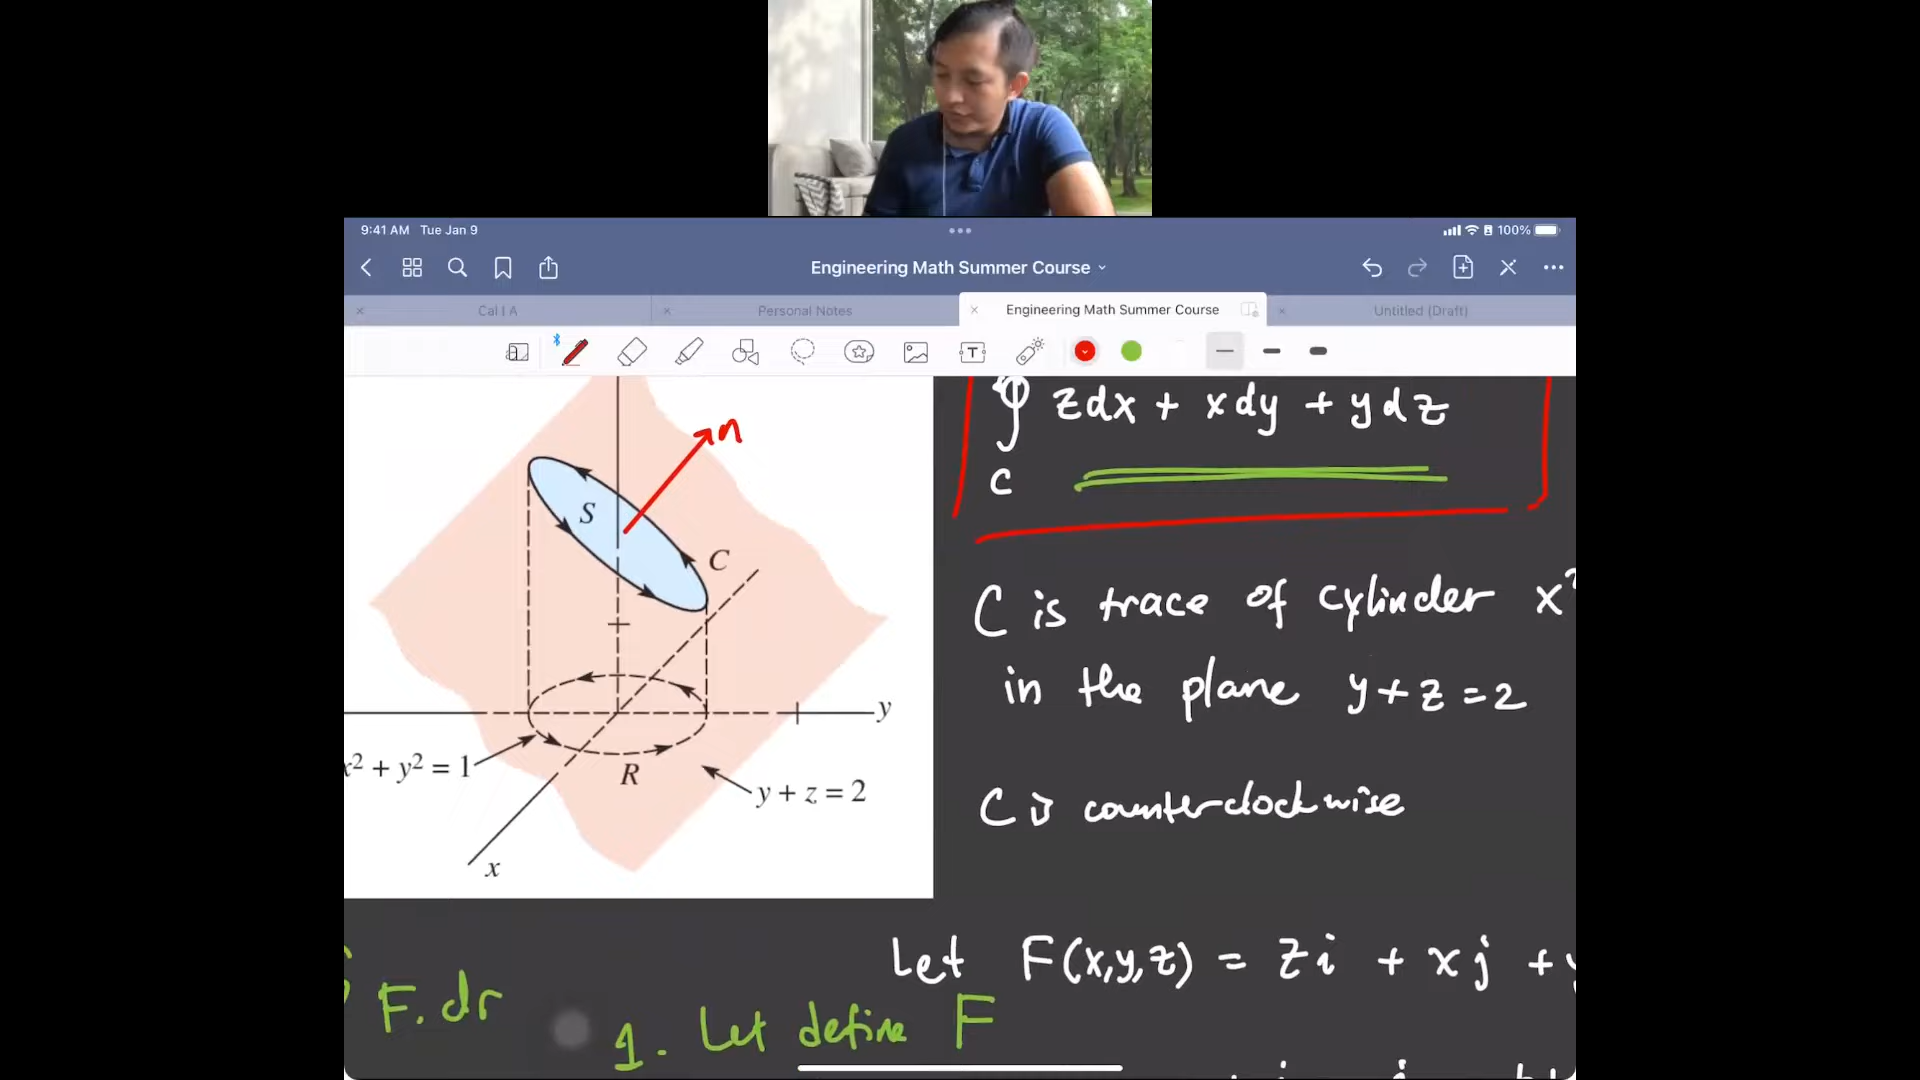 9:41 AM Tue Jan 9
100%
Engineering Math Summer Course
Cal I A
Personal Notes
Engineering Math Summer Course
Untitled (Draft)
T
n
S
C
y
x² + y² = 1
R
y + z = 2
x
∮ zdx + xdy + ydz
C
C is trace of cylinder x²
in the plane y+z=2
C is counterclockwise
Let F(x,y,z) = zi + xj + y
F.dr
1. Let define F